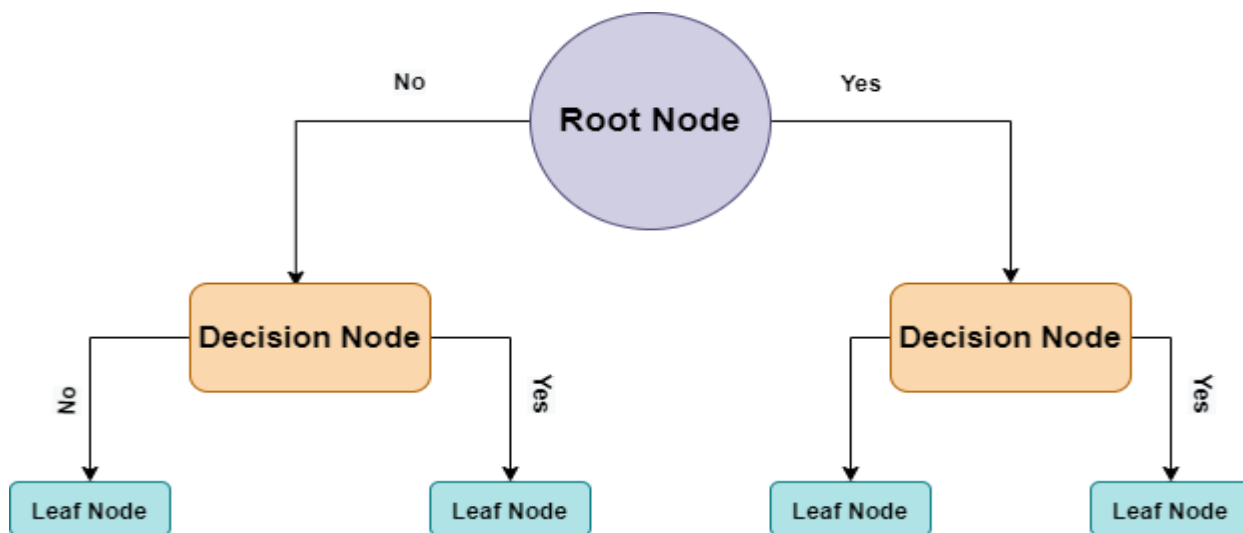 No
Yes
Root Node
Decision Node
Decision Node
No
Yes
Yes
Leaf Node
Leaf Node
Leaf Node
Leaf Node